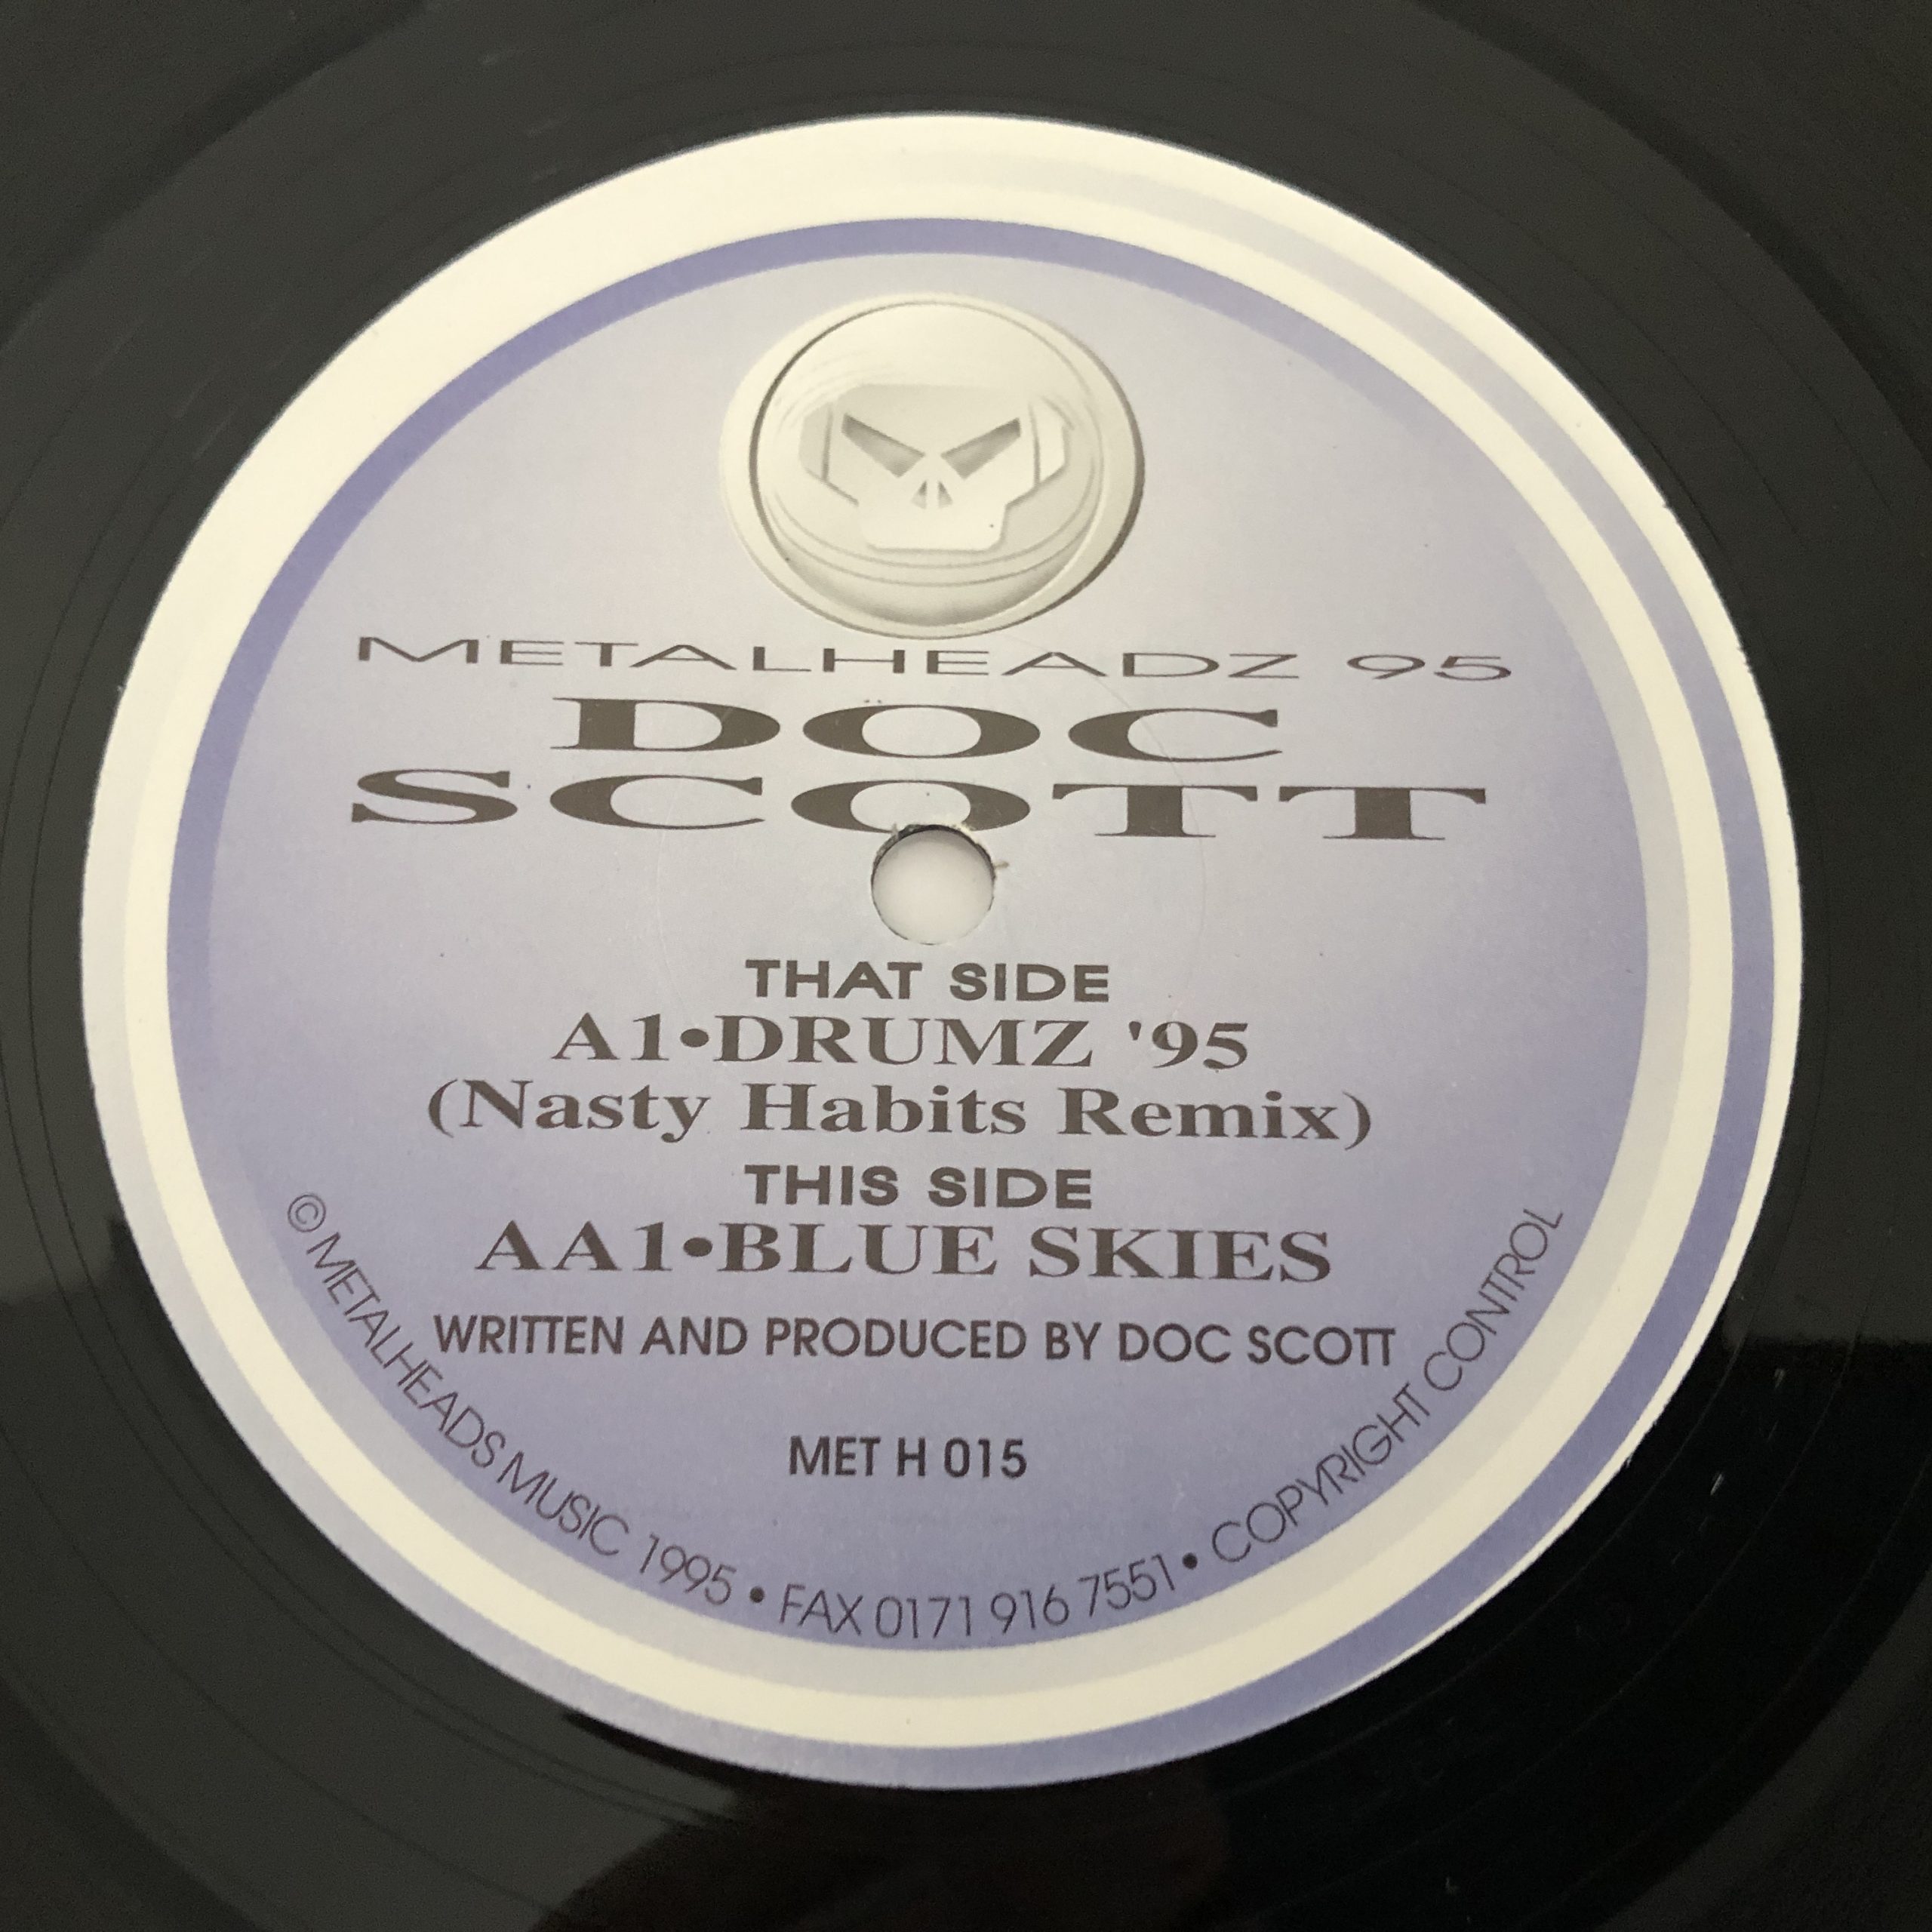 METALHEADZ 95
DOC
SCOTT
THAT SIDE
A1•DRUMZ '95
(Nasty Habits Remix)
THIS SIDE
AA1•BLUE SKIES
WRITTEN AND PRODUCED BY DOC SCOTT
MET H 015
© METALHEADS MUSIC 1995 • FAX 0171 916 7551 • COPYRIGHT CONTROL